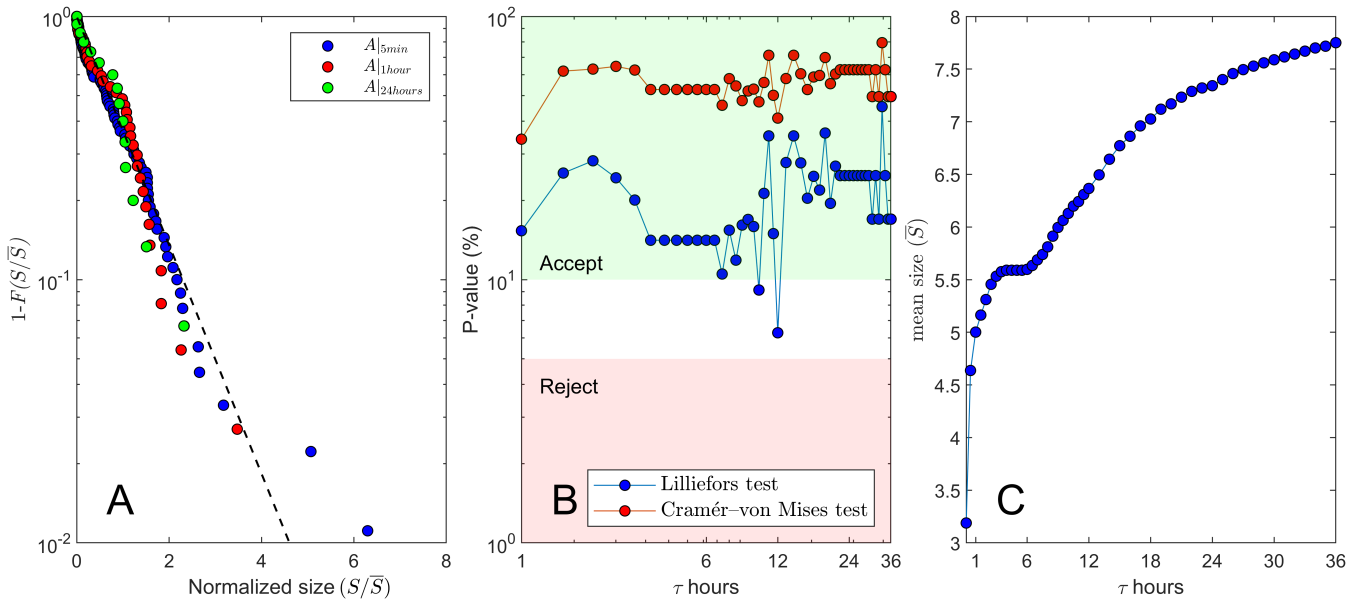 10^0
10^{-1}
10^{-2}
1-F(S/S̅)
A|_{5min}
A|_{1hour}
A|_{24hours}
A
0 2 4 6 8
Normalized size (S/S̅)
10^2
10^1
10^0
P-value (%)
Accept
Reject
B
Lilliefors test
Cramér–von Mises test
1 6 12 24 36
τ hours
8
7.5
7
6.5
6
5.5
5
4.5
4
3.5
3
mean size (S̅)
C
1 6 12 18 24 30 36
τ hours